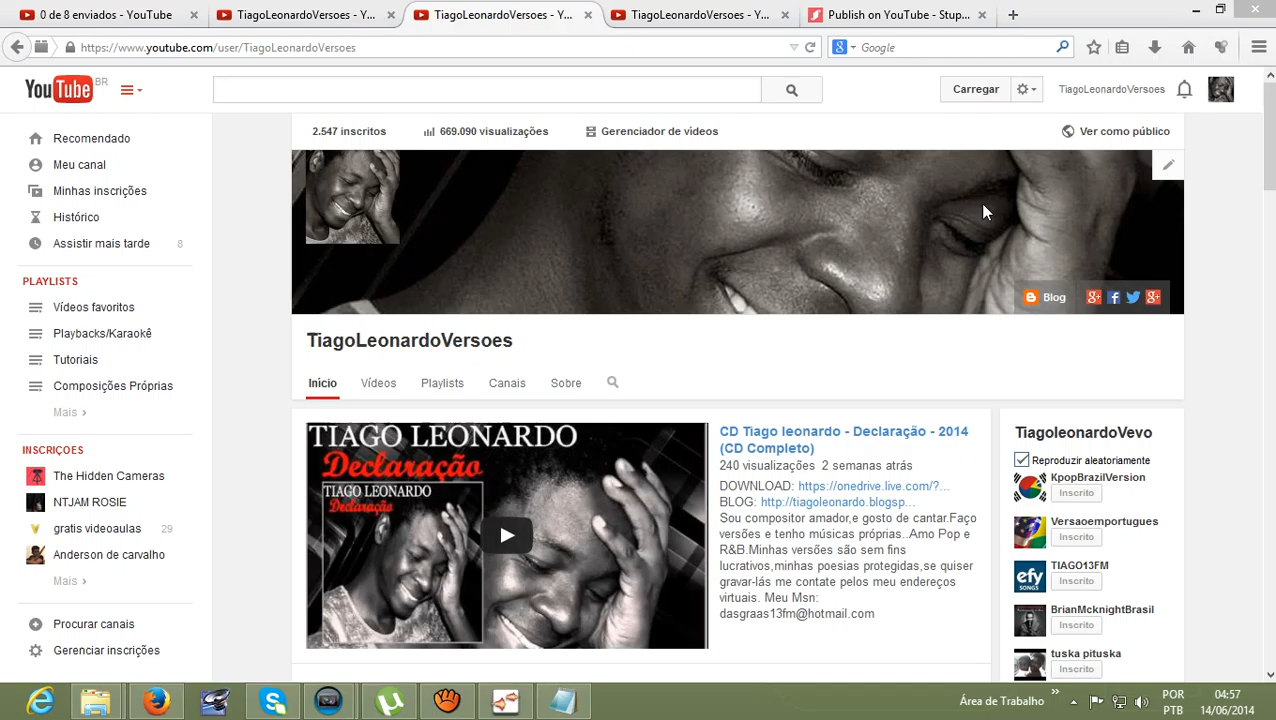 0 de 8 enviados - YouTube
TiagoLeonardoVersoes - Y...
TiagoLeonardoVersoes - Y...
TiagoLeonardoVersoes - Y...
Publish on YouTube - Stup...
https://www.youtube.com/user/TiagoLeonardoVersoes
Google
YouTube BR
Carregar
TiagoLeonardoVersoes
Recomendado
Meu canal
Minhas inscrições
Histórico
Assistir mais tarde 8
PLAYLISTS
Vídeos favoritos
Playbacks/Karaokê
Tutoriais
Composições Próprias
Mais
INSCRIÇÕES
The Hidden Cameras
NTJAM ROSIE
gratis videoaulas 29
Anderson de carvalho
Mais
Procurar canais
Gerenciar inscrições
2.547 inscritos
669.090 visualizações
Gerenciador de vídeos
Ver como público
Blog
TiagoLeonardoVersoes
Início
Vídeos
Playlists
Canais
Sobre
TIAGO LEONARDO
Declaração
TIAGO LEONARDO
Declaração
CD Tiago leonardo - Declaração - 2014
(CD Completo)
240 visualizações 2 semanas atrás
DOWNLOAD: https://onedrive.live.com/?...
BLOG: http://tiagoleonardo.blogsp...
Sou compositor amador,e gosto de cantar.Faço
versões e tenho músicas próprias..Amo Pop e
R&B.Minhas versões são sem fins
lucrativos,minhas poesias protegidas,se quiser
gravar-lás me contate pelos meu endereços
virtuais. Meu Msn:
dasgraas13fm@hotmail.com
TiagoleonardoVevo
Reproduzir aleatoriamente
KpopBrazilVersion
Inscrito
Versaoemportugues
Inscrito
efy
SONGS
TIAGO13FM
Inscrito
BrianMcknightBrasil
Inscrito
tuska pituska
Inscrito
Área de Trabalho
POR
PTB
04:57
14/06/2014